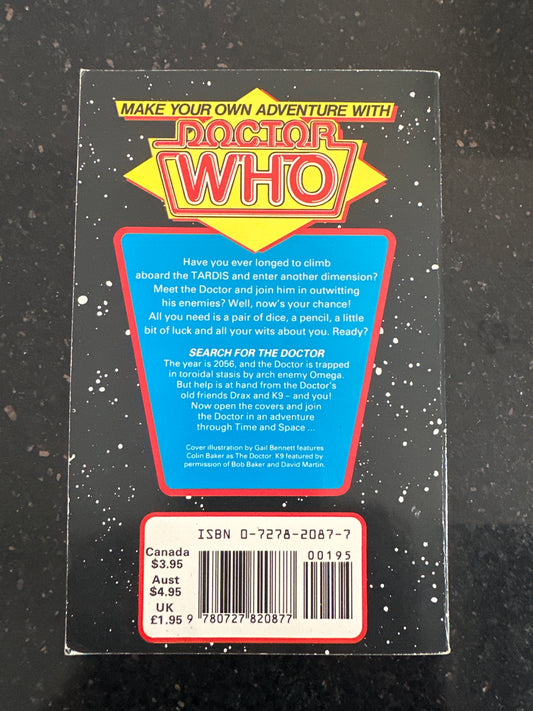 MAKE YOUR OWN ADVENTURE WITH
DOCTOR
WHO
Have you ever longed to climb
aboard the TARDIS and enter another dimension?
Meet the Doctor and join him in outwitting
his enemies? Well, now's your chance!
All you need is a pair of dice, a pencil, a little
bit of luck and all your wits about you. Ready?
SEARCH FOR THE DOCTOR
The year is 2056, and the Doctor is trapped
in toroidal stasis by arch enemy Omega.
But help is at hand from the Doctor's
old friends Drax and K9 – and you!
Now open the covers and join
the Doctor in an adventure
through Time and Space ...
Cover illustration by Gail Bennett features
Colin Baker as The Doctor. K9 featured by
permission of Bob Baker and David Martin.
ISBN 0-7278-2087-7
00195
Canada
$3.95
Aust
$4.95
UK
£1.95
9 780727 820877